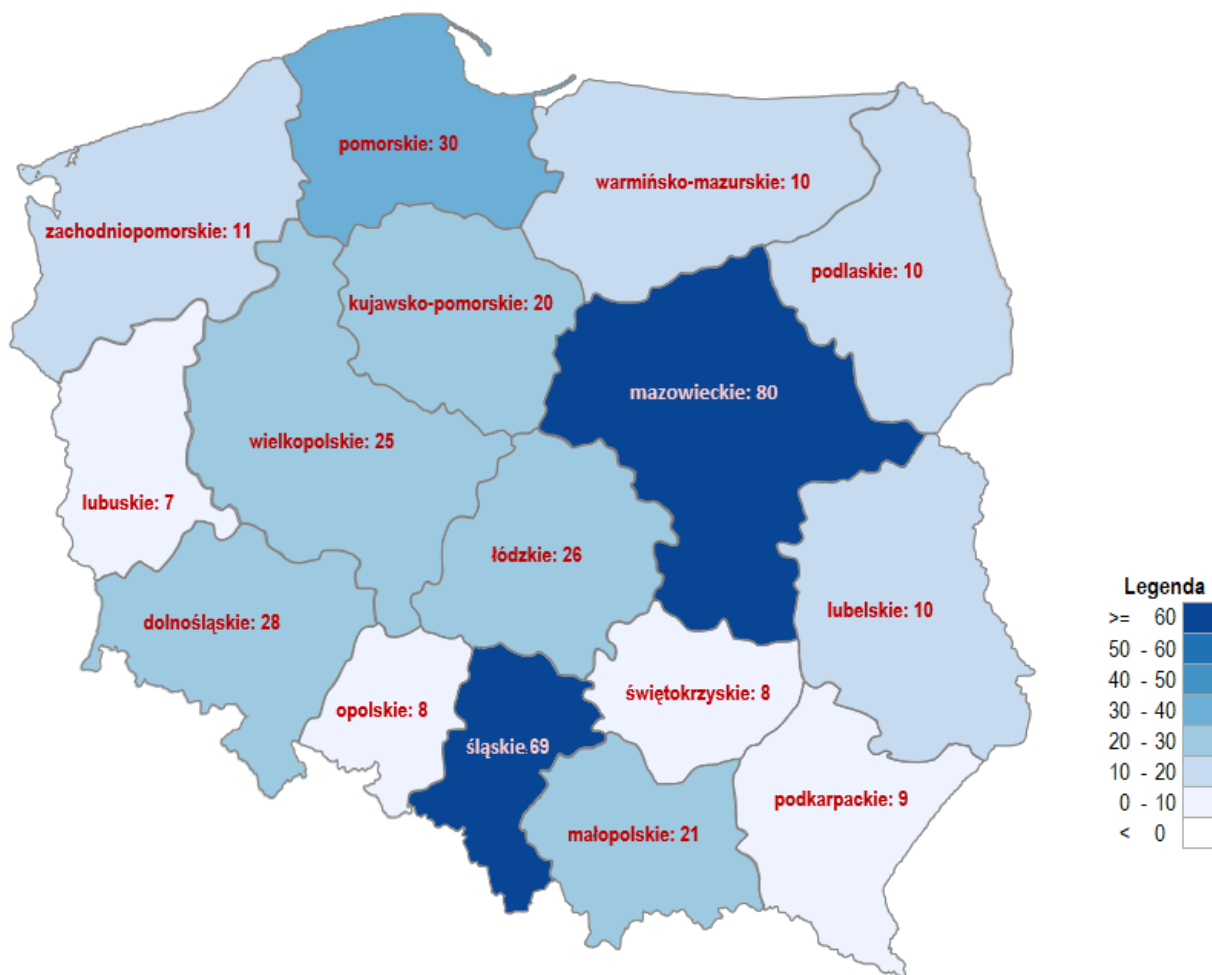 pomorskie: 30
warmińsko-mazurskie: 10
zachodniopomorskie: 11
podlaskie: 10
kujawsko-pomorskie: 20
mazowieckie: 80
wielkopolskie: 25
lubuskie: 7
łódzkie: 26
dolnośląskie: 28
lubelskie: 10
opolskie: 8
świętokrzyskie: 8
śląskie: 69
podkarpackie: 9
małopolskie: 21
Legenda
>= 60
50 - 60
40 - 50
30 - 40
20 - 30
10 - 20
0 - 10
< 0